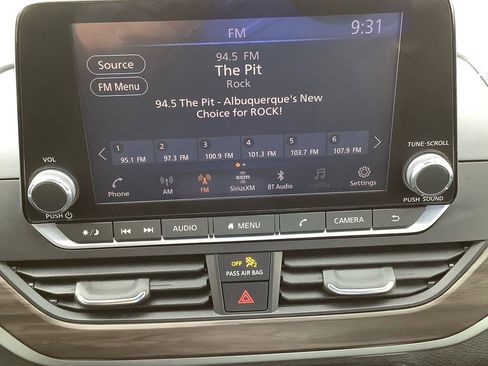 FM
9:31
94.5 FM
Source
The Pit
FM Menu
Rock
94.5 The Pit - Albuquerque's New
Choice for ROCK!
1 2 3 4 5 6
95.1 FM 97.3 FM 100.9 FM 101.3 FM 103.7 FM 107.9 FM
VOL
TUNE•SCROLL
Phone AM FM SiriusXM BT Audio CarPlay Settings
sxm
PUSH
PUSH SOUND
AUDIO MENU CAMERA
OFF
PASS AIR BAG